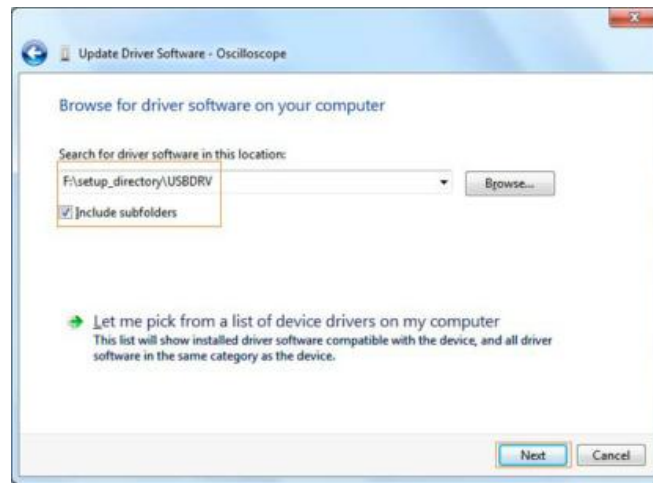 Update Driver Software - Oscilloscope
Browse for driver software on your computer
Search for driver software in this location:
F:\setup_directory\USBDRV
Browse...
Include subfolders
Let me pick from a list of device drivers on my computer
This list will show installed driver software compatible with the device, and all driver
software in the same category as the device.
Next
Cancel